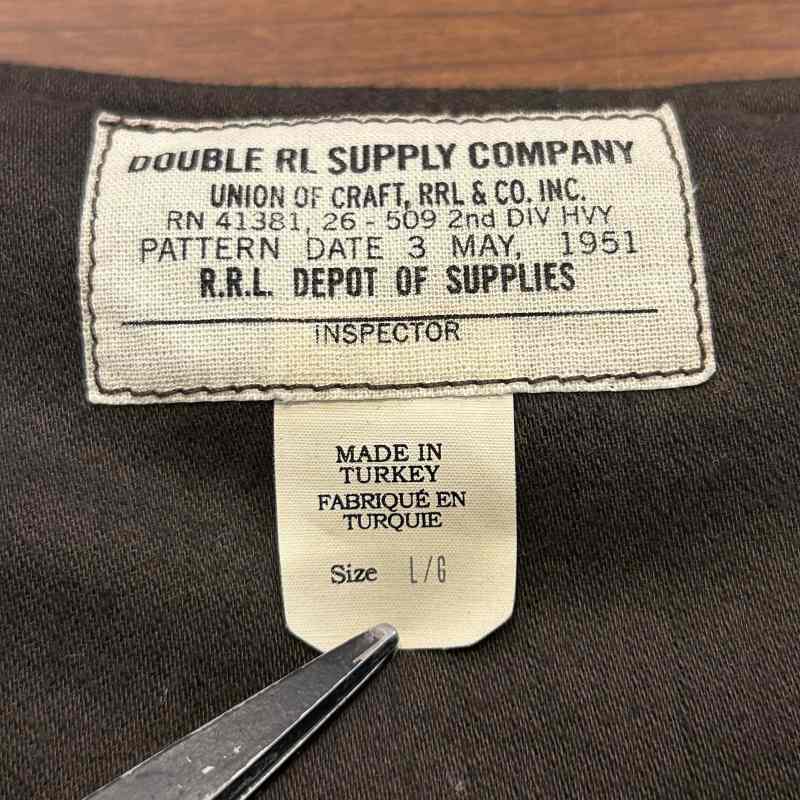 DOUBLE RL SUPPLY COMPANY
UNION OF CRAFT, RRL & CO. INC.
RN 41381, 26 - 509 2nd DIV HVY
PATTERN DATE 3 MAY, 1951
R.R.L. DEPOT OF SUPPLIES
INSPECTOR
MADE IN
TURKEY
FABRIQUÉ EN
TURQUIE
Size L/G